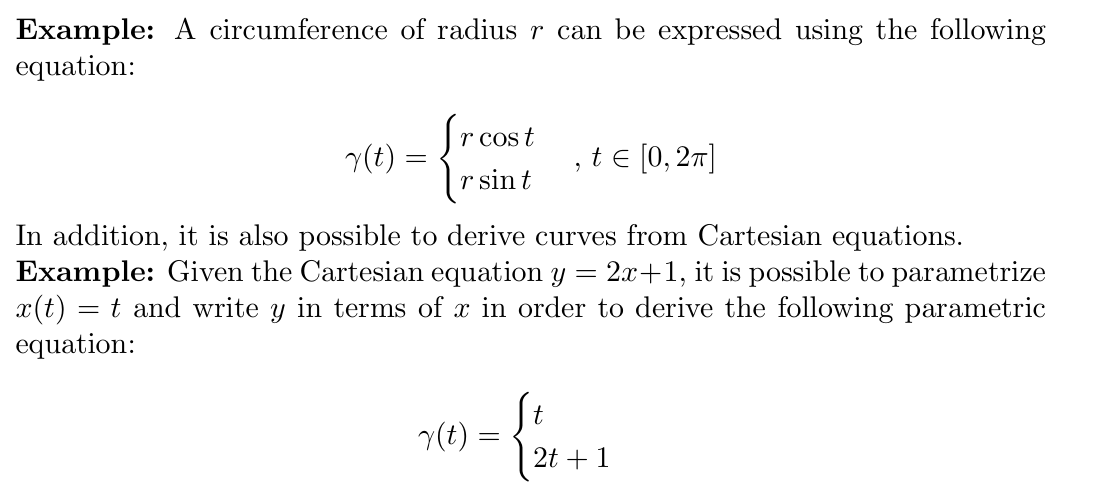 Example: A circumference of radius r can be expressed using the following
equation:
γ(t) = { r cos t
r sin t , t ∈ [0, 2π]
In addition, it is also possible to derive curves from Cartesian equations.
Example: Given the Cartesian equation y = 2x+1, it is possible to parametrize
x(t) = t and write y in terms of x in order to derive the following parametric
equation:
γ(t) = { t
2t + 1